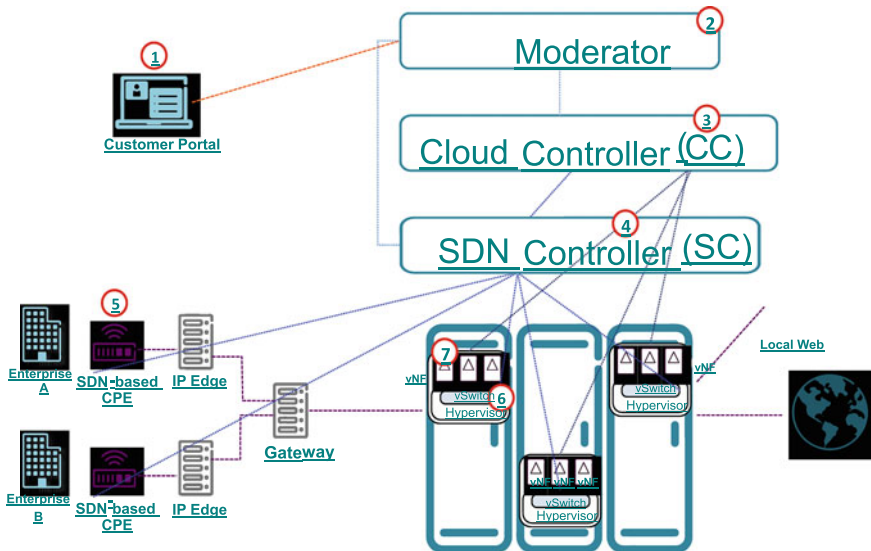 1
2
Moderator
Customer Portal
3
Cloud Controller (CC)
4
SDN Controller (SC)
5
Enterprise
A
SDN-based
CPE
IP Edge
Gateway
7
vNF
6
vSwitch
Hypervisor
vNF
vSwitch
Hypervisor
Local Web
vNF vNF vNF
vSwitch
Hypervisor
Enterprise
B
SDN-based
CPE
IP Edge